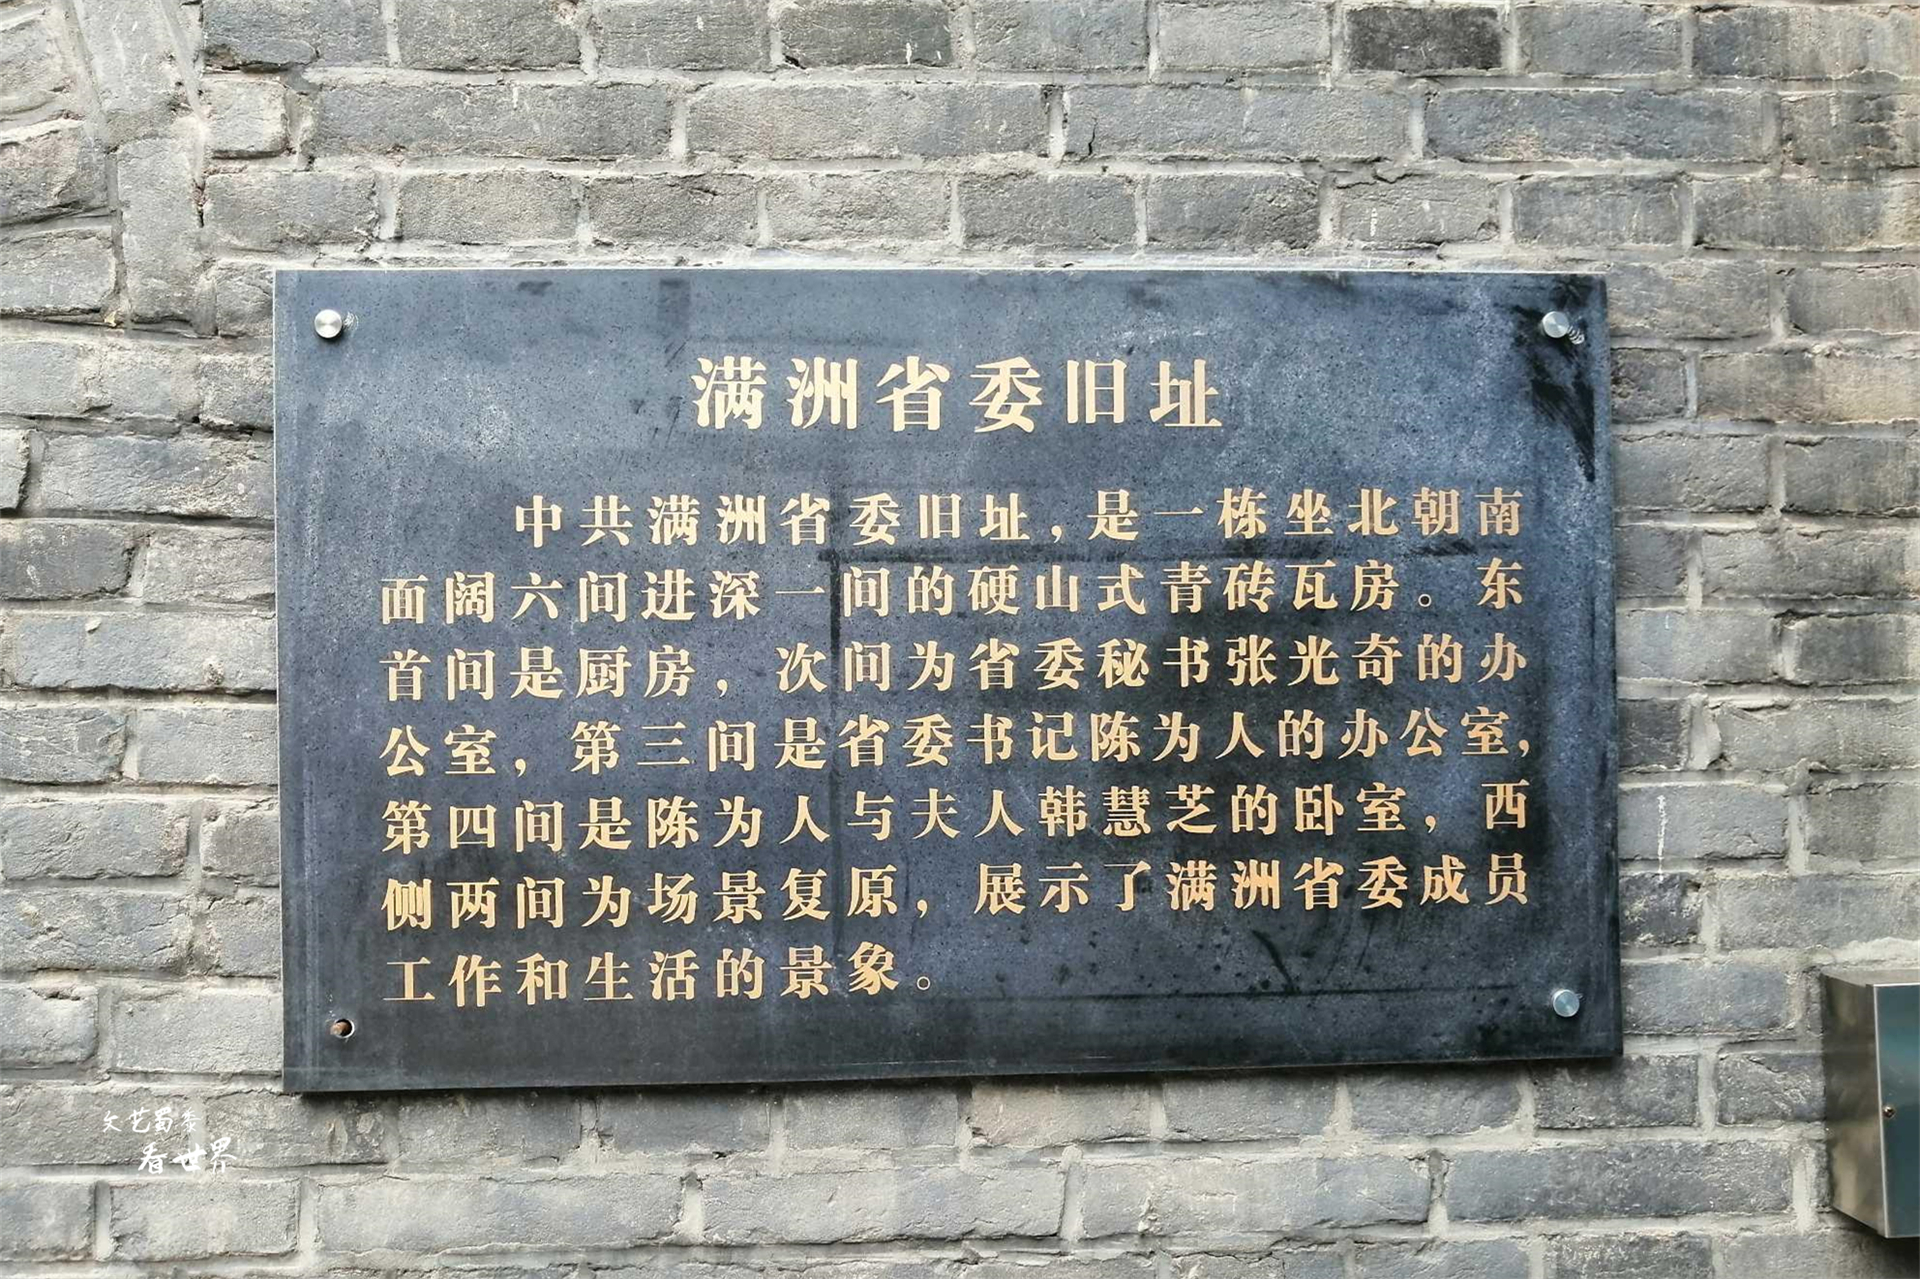 满洲省委旧址
中共满洲省委旧址，是一栋坐北朝南
面阔六间进深一间的硬山式青砖瓦房。东
首间是厨房，次间为省委秘书张光奇的办
公室，第三间是省委书记陈为人的办公室，
第四间是陈为人与夫人韩慧芝的卧室，西
侧两间为场景复原，展示了满洲省委成员
工作和生活的景象。
文艺蜀黍
看世界